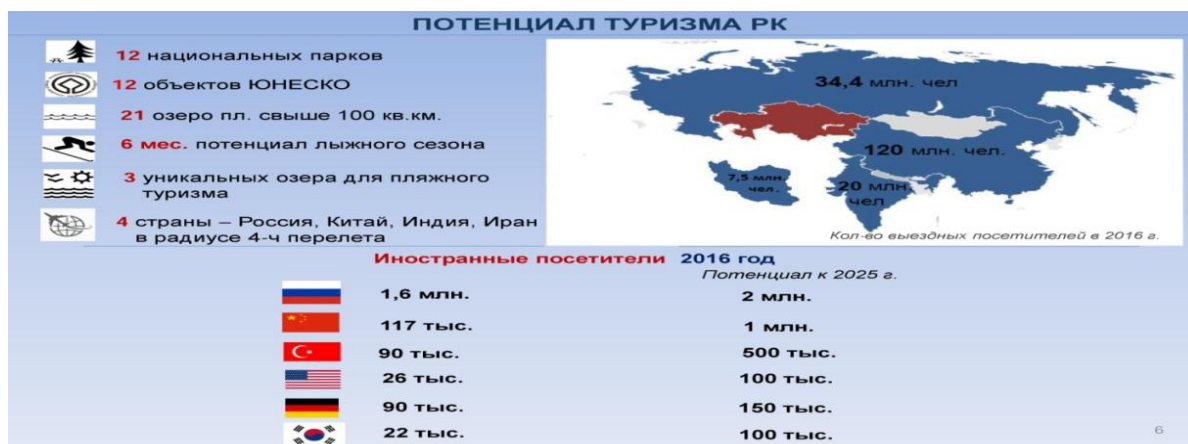 ПОТЕНЦИАЛ ТУРИЗМА РК
12 национальных парков
12 объектов ЮНЕСКО
21 озеро пл. свыше 100 кв.км.
6 мес. потенциал лыжного сезона
3 уникальных озера для пляжного
туризма
4 страны – Россия, Китай, Индия, Иран
в радиусе 4-ч перелета
34,4 млн. чел
120 млн. чел.
7,5 млн.
чел.
20 млн.
чел
Кол-во выездных посетителей в 2016 г.
Иностранные посетители 2016 год
Потенциал к 2025 г.
1,6 млн. 2 млн.
117 тыс. 1 млн.
90 тыс. 500 тыс.
26 тыс. 100 тыс.
90 тыс. 150 тыс.
22 тыс. 100 тыс.
6